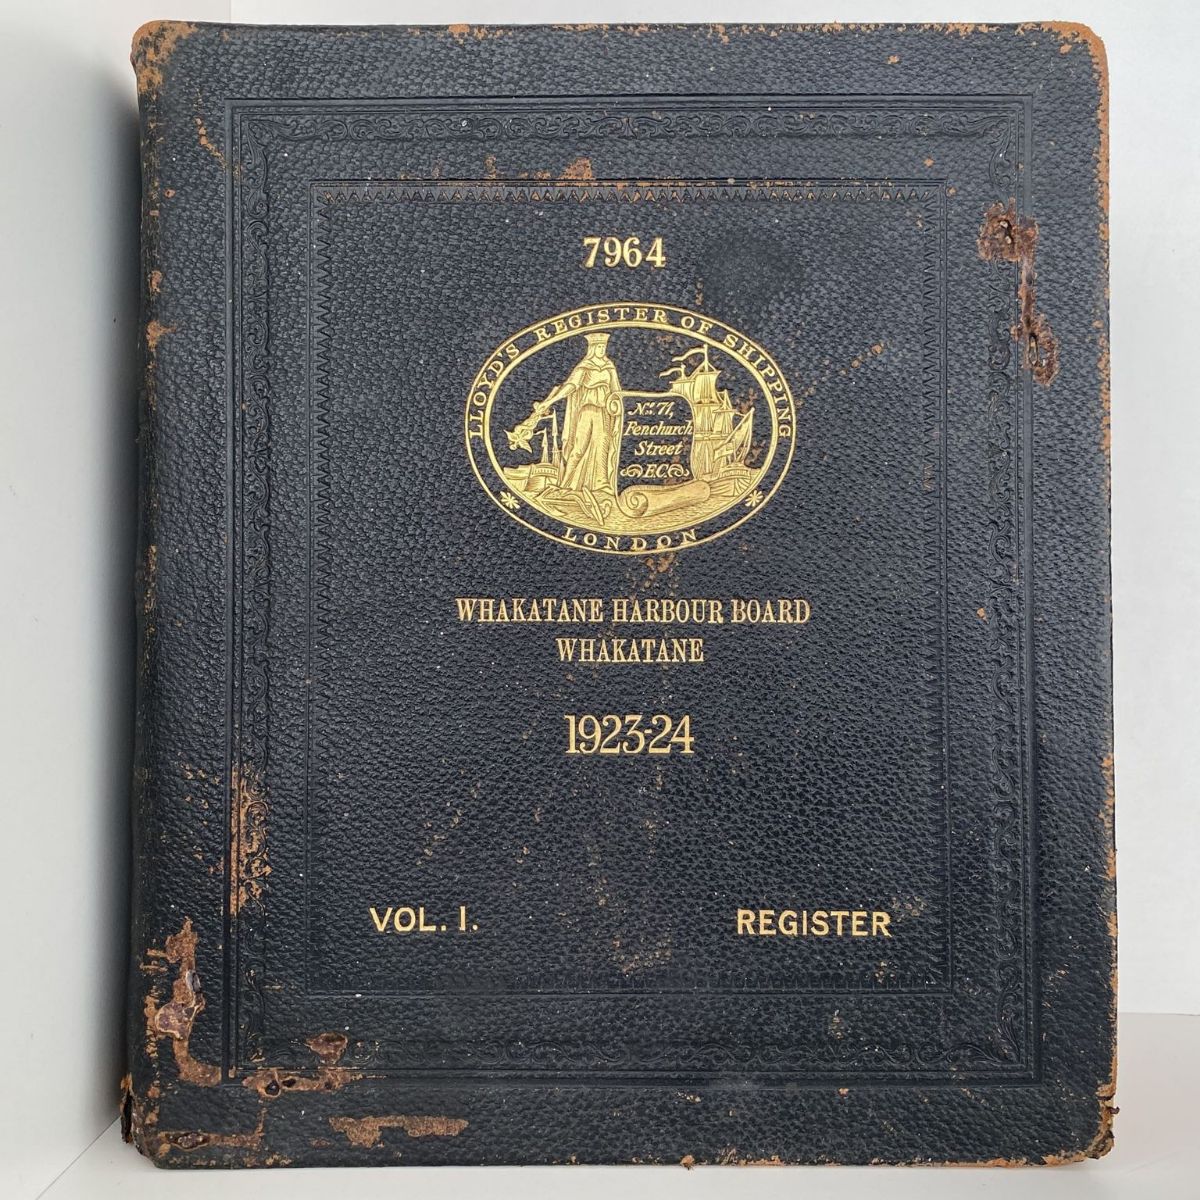 7964
LLOYD'S REGISTER OF SHIPPING
No. 71,
Fenchurch
Street
E.C.
LONDON
WHAKATANE HARBOUR BOARD
WHAKATANE
1923-24
VOL. I. REGISTER